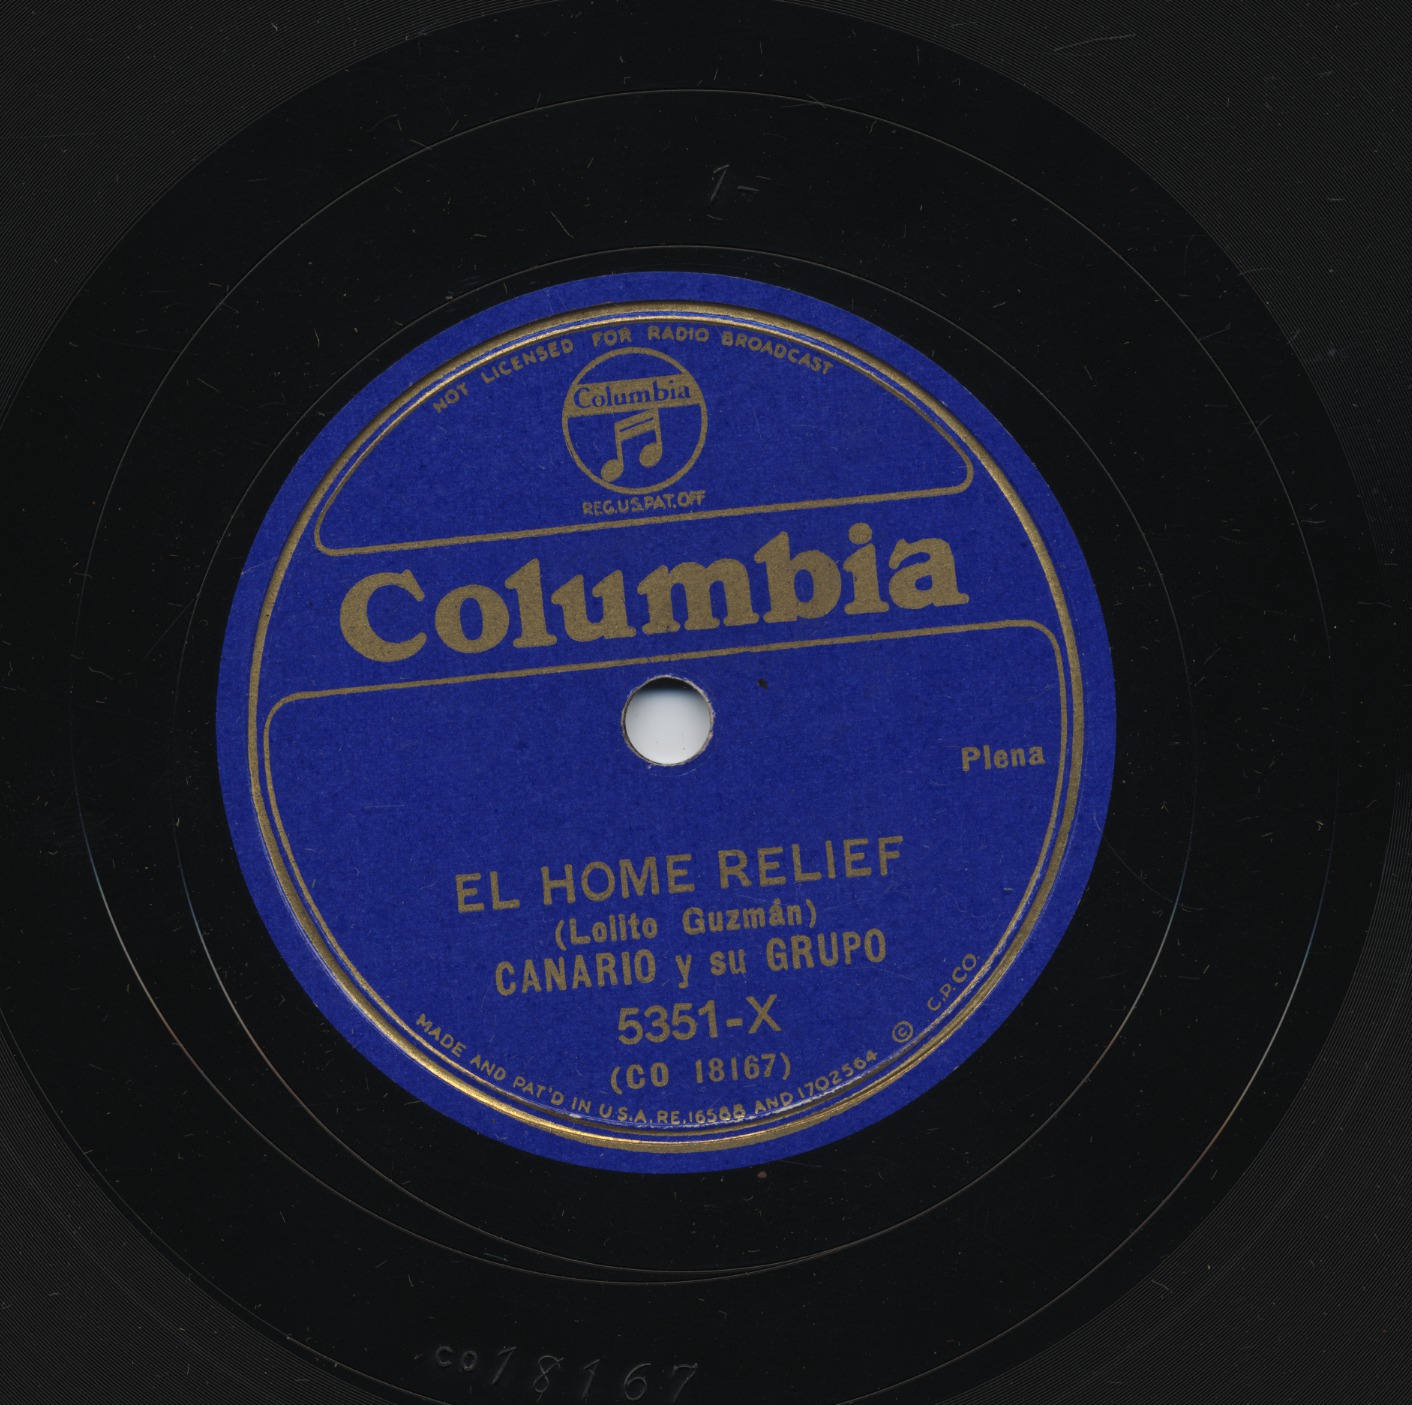 1-
NOT LICENSED FOR RADIO BROADCAST
Columbia
REG.U.S.PAT.OFF
Columbia
Plena
EL HOME RELIEF
(Lolito Guzmán)
CANARIO y su GRUPO
5351-X
(CO 18167)
MADE AND PAT'D IN U.S.A. RE.16588 AND 1702564 © C.P.CO.
CO 18167